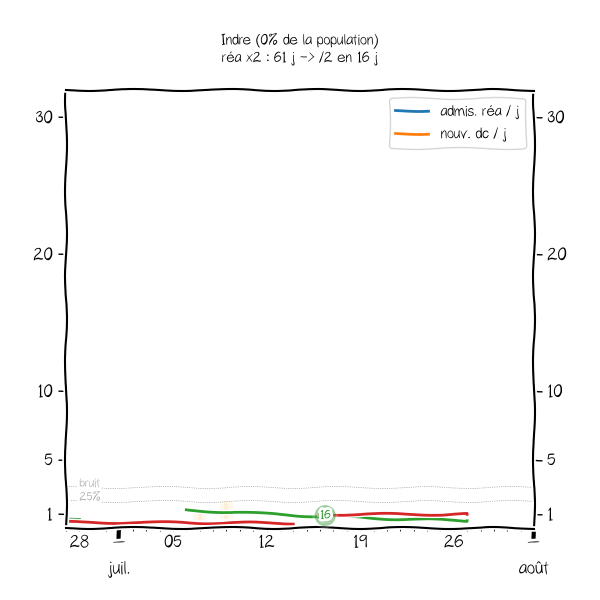 Indre (0% de la population)
réa x2 : 61 j -> /2 en 16 j
admis. réa / j
nouv. dc / j
30
30
20
20
10
10
5
5
bruit
25%
1
1
16
28
05
12
19
26
juil.
août